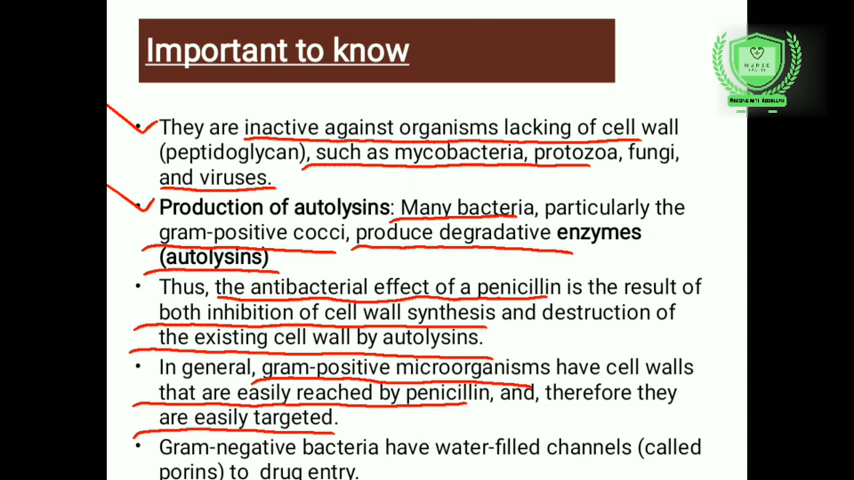 Important to know
NURSE
• They are inactive against organisms lacking of cell wall
(peptidoglycan), such as mycobacteria, protozoa, fungi,
and viruses.
• Production of autolysins: Many bacteria, particularly the
gram-positive cocci, produce degradative enzymes
(autolysins)
• Thus, the antibacterial effect of a penicillin is the result of
both inhibition of cell wall synthesis and destruction of
the existing cell wall by autolysins.
• In general, gram-positive microorganisms have cell walls
that are easily reached by penicillin, and, therefore they
are easily targeted.
• Gram-negative bacteria have water-filled channels (called
porins) to drug entry.